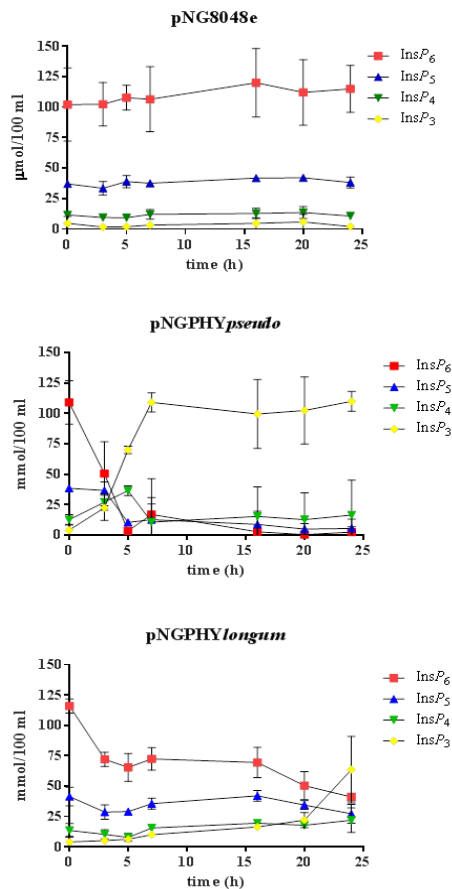 pNG8048e
150
125
100
75
50
25
0
µmol/100 ml
0 5 10 15 20 25
time (h)
InsP6
InsP5
InsP4
InsP3
pNGPHYpseudo
150
125
100
75
50
25
0
mmol/100 ml
0 5 10 15 20 25
time (h)
InsP6
InsP5
InsP4
InsP3
pNGPHYlongum
150
125
100
75
50
25
0
mmol/100 ml
0 5 10 15 20 25
time (h)
InsP6
InsP5
InsP4
InsP3